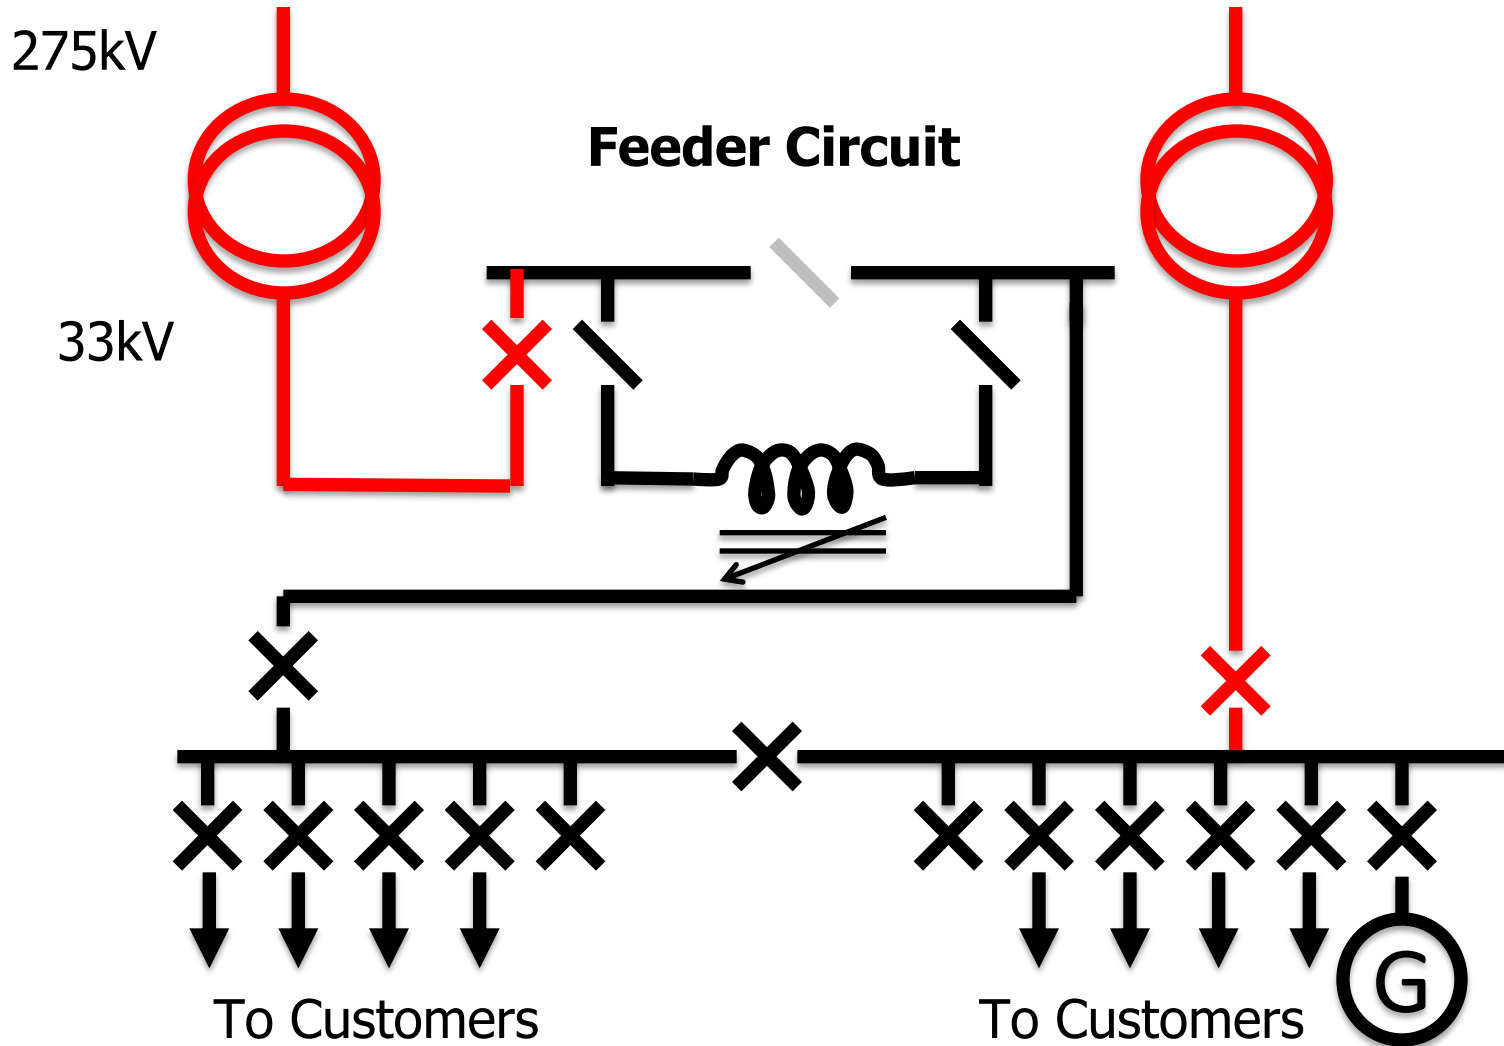 275kV
Feeder Circuit
33kV
To Customers
To Customers
G